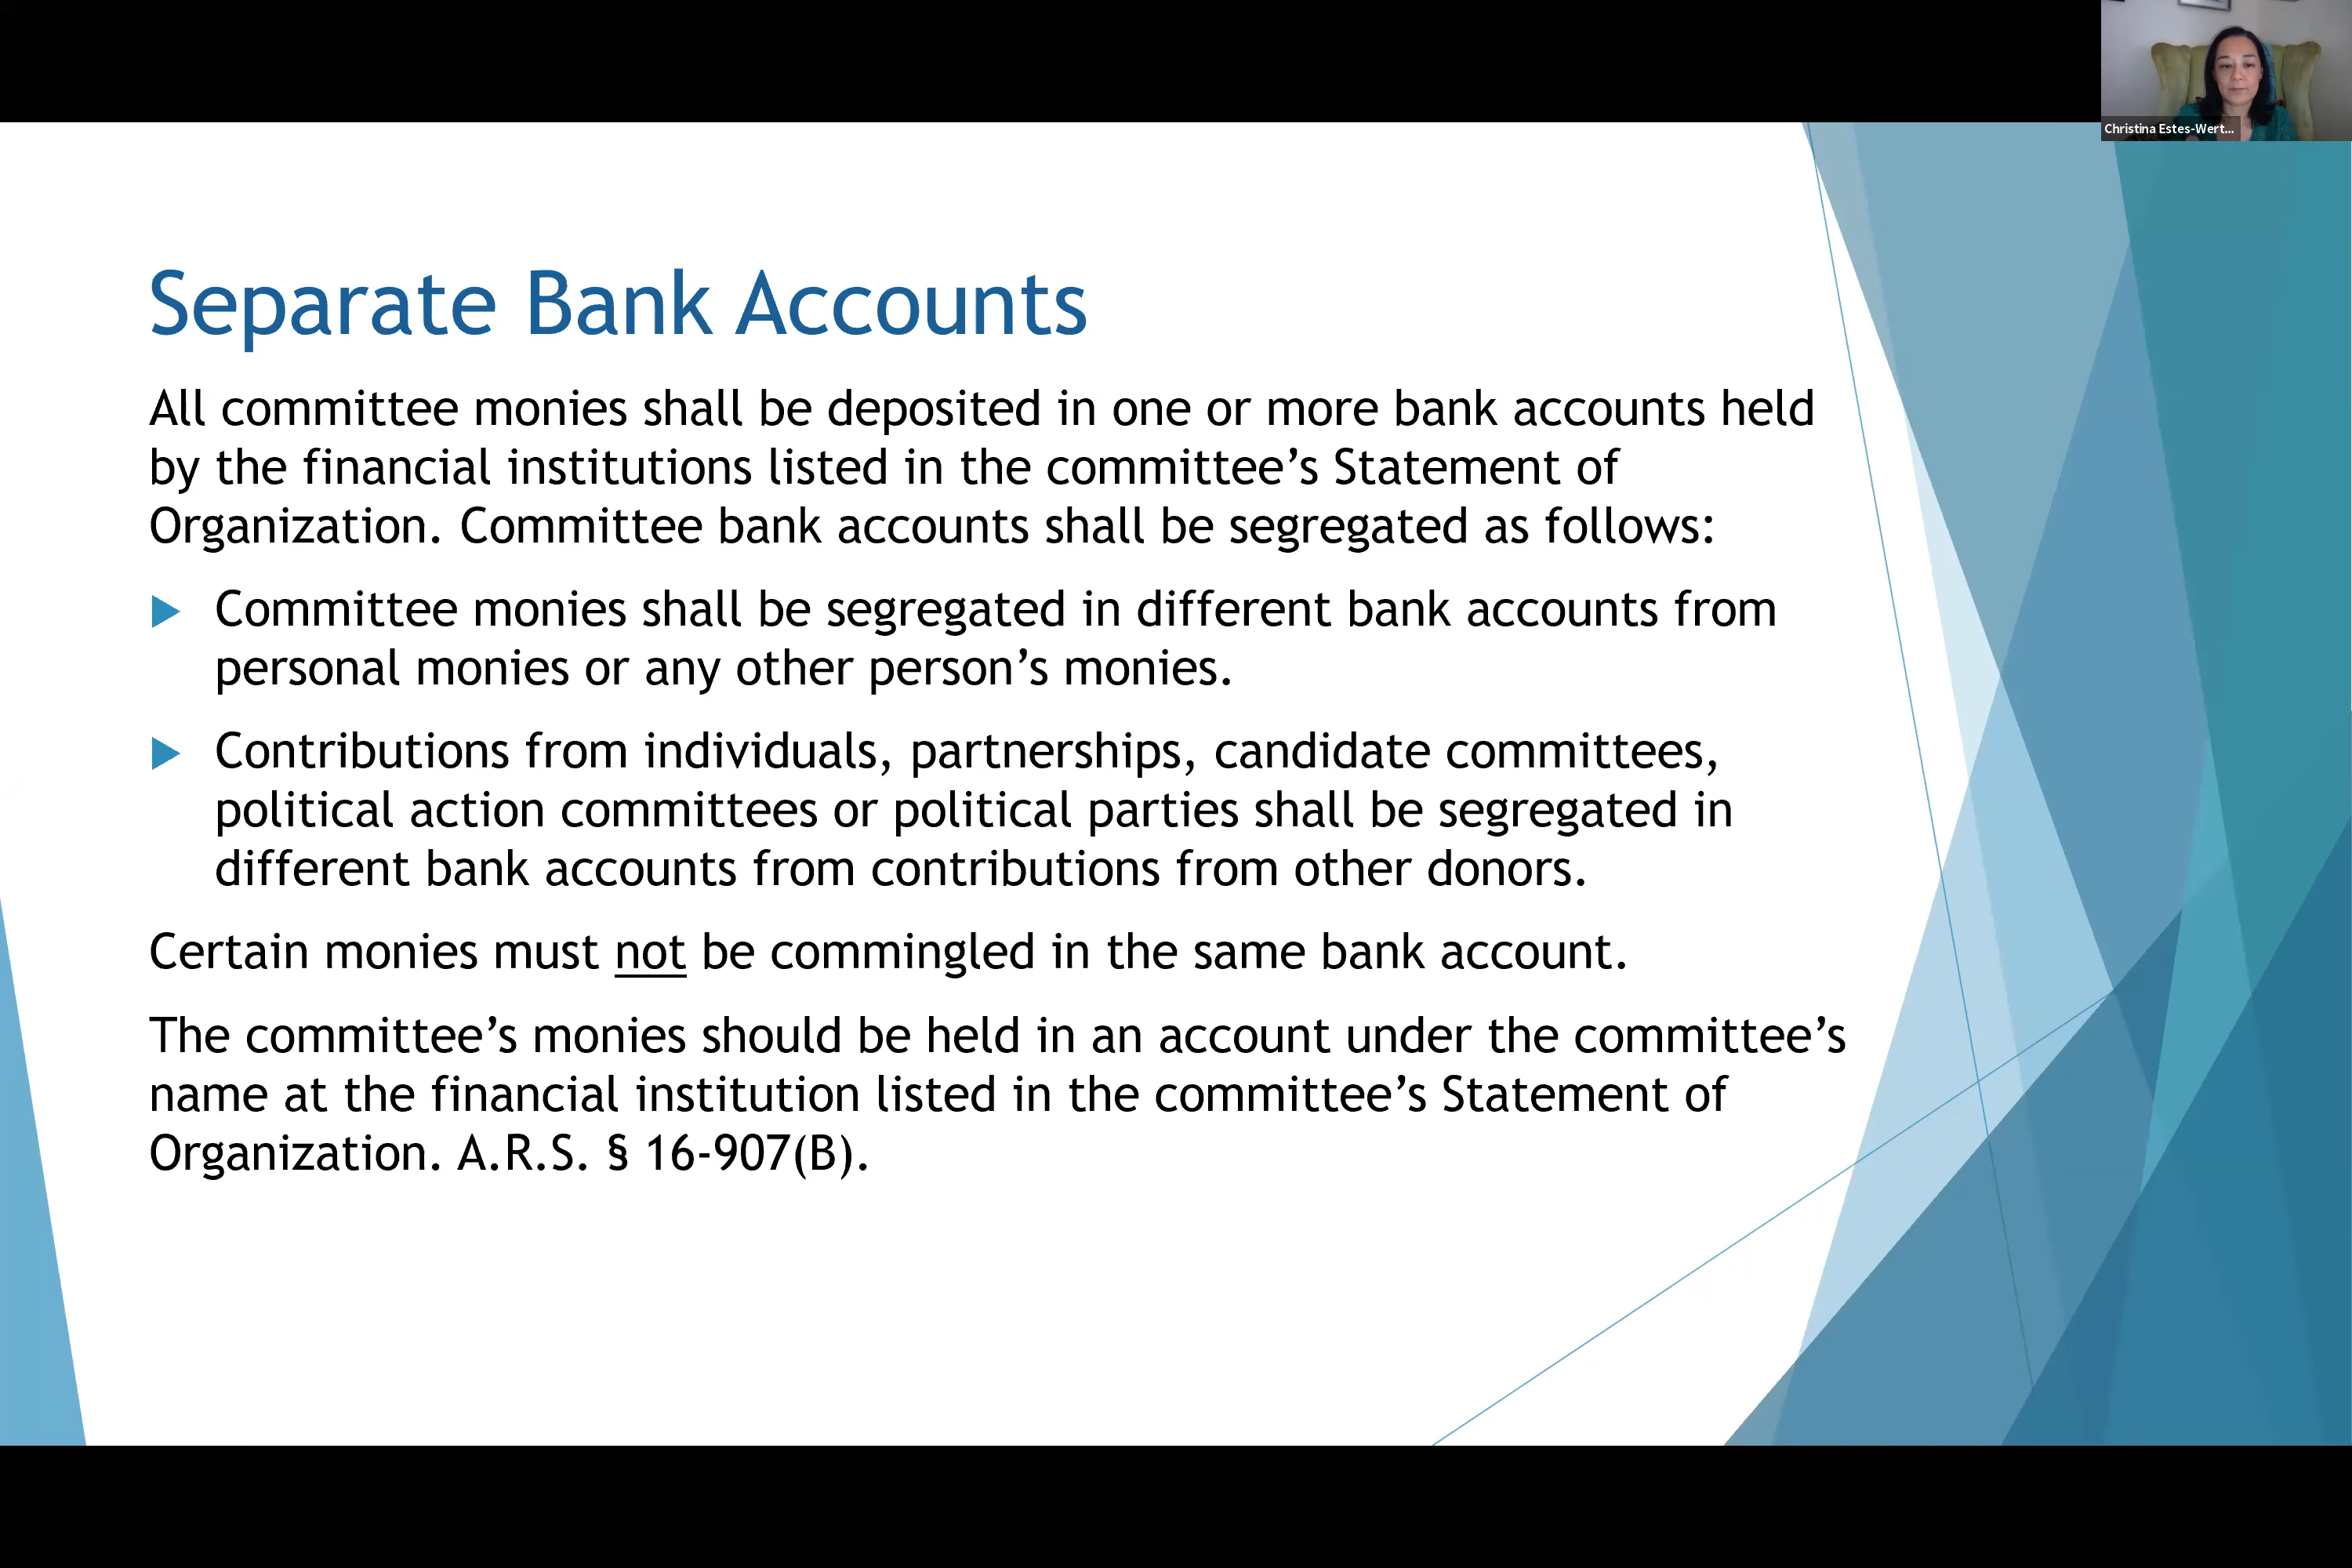 Christina Estes-Wert...
Separate Bank Accounts
All committee monies shall be deposited in one or more bank accounts held
by the financial institutions listed in the committee’s Statement of
Organization. Committee bank accounts shall be segregated as follows:
Committee monies shall be segregated in different bank accounts from
personal monies or any other person’s monies.
Contributions from individuals, partnerships, candidate committees,
political action committees or political parties shall be segregated in
different bank accounts from contributions from other donors.
Certain monies must not be commingled in the same bank account.
The committee’s monies should be held in an account under the committee’s
name at the financial institution listed in the committee’s Statement of
Organization. A.R.S. § 16-907(B).